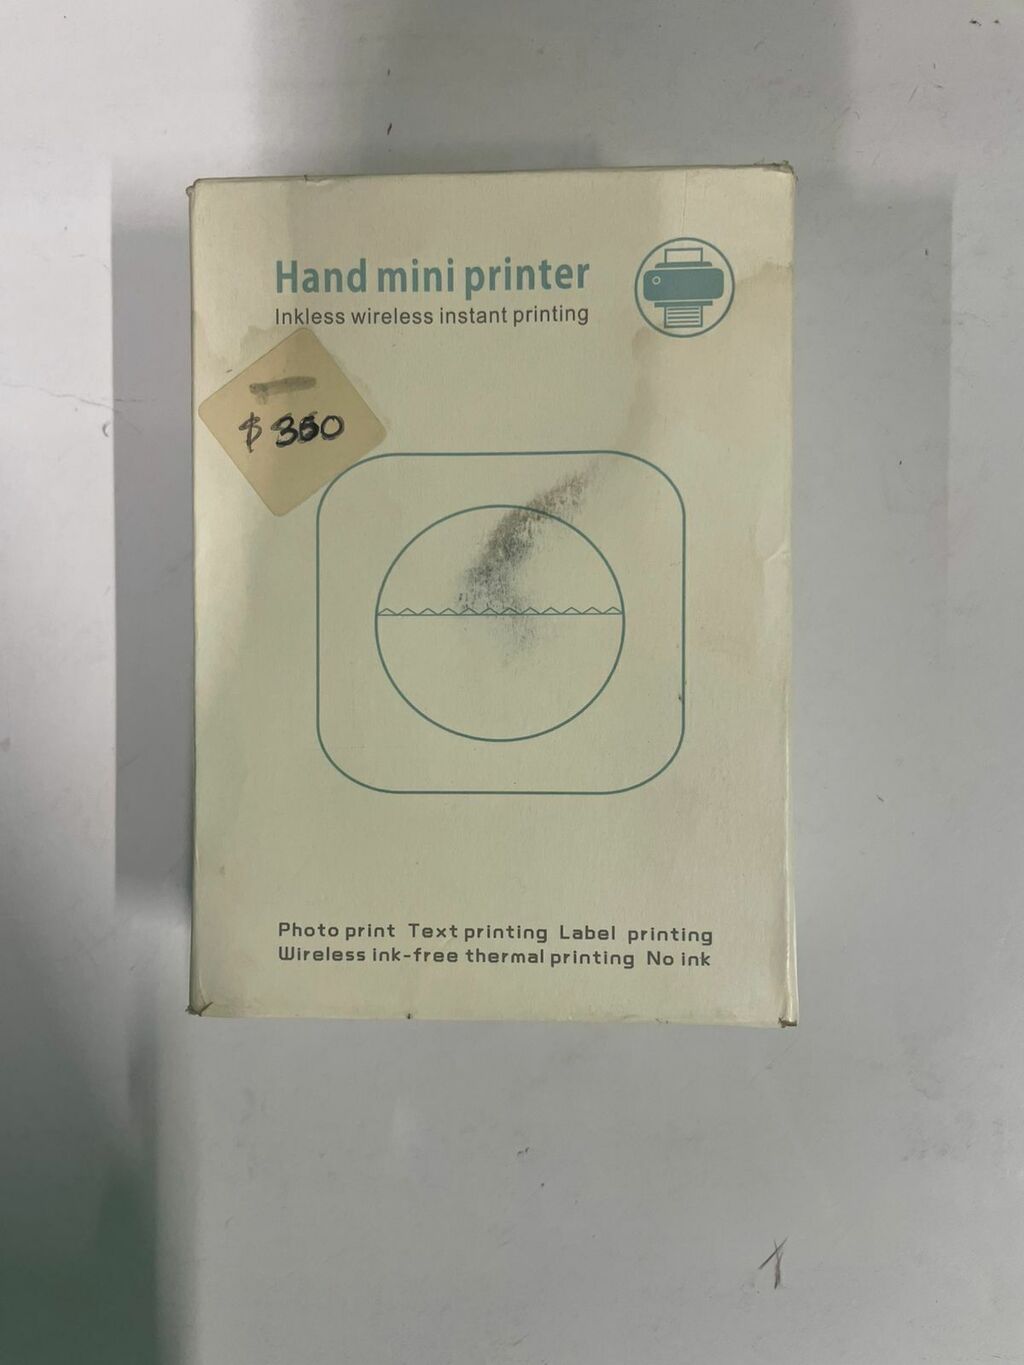 Hand mini printer
Inkless wireless instant printing
$ 350
Photo print Text printing Label printing
Wireless ink-free thermal printing No ink